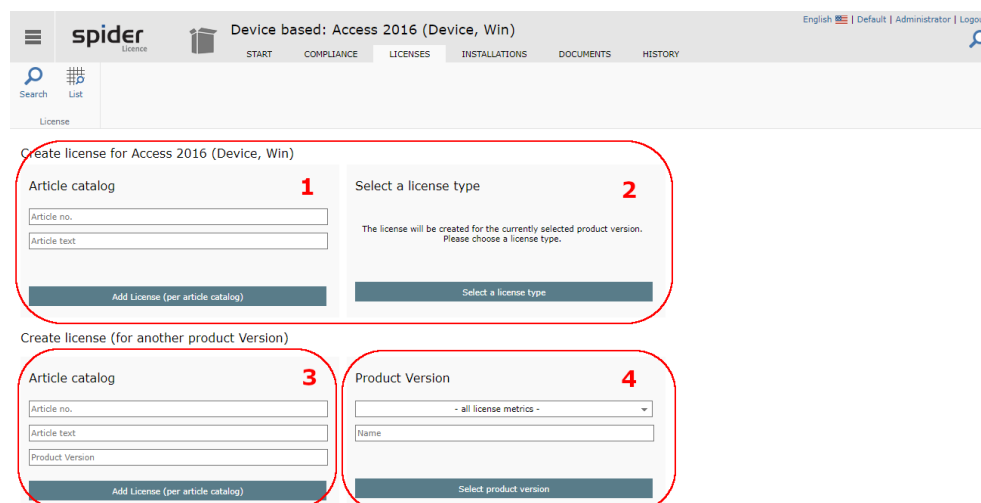 English | Default | Administrator | Logou
spider
Licence
Device based: Access 2016 (Device, Win)
START COMPLIANCE LICENSES INSTALLATIONS DOCUMENTS HISTORY
Search List
License
Create license for Access 2016 (Device, Win)
Article catalog 1
Article no.
Article text
Add License (per article catalog)
Select a license type 2
The license will be created for the currently selected product version.
Please choose a license type.
Select a license type
Create license (for another product Version)
Article catalog 3
Article no.
Article text
Product Version
Add License (per article catalog)
Product Version 4
- all license metrics -
Name
Select product version